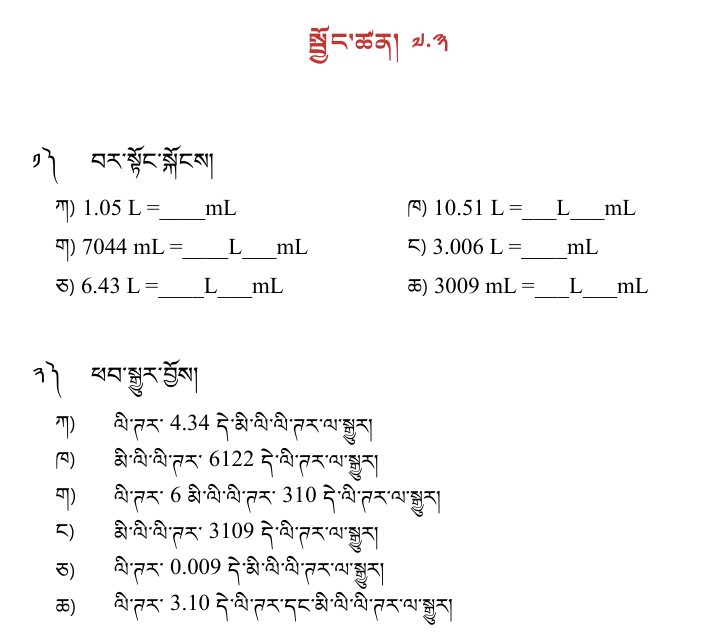 སྦྱོང་ཚན། ༧.༣
༡༽ བར་སྟོང་སྐོངས།
ཀ) 1.05 L =____mL ཁ) 10.51 L =___L___mL
ག) 7044 mL =____L___mL ང) 3.006 L =____mL
ཅ) 6.43 L =____L___mL ཆ) 3009 mL =___L___mL
༢༽ ཕབ་སྒྱུར་བྱོས།
ཀ) ལི་ཊར་ 4.34 དེ་མི་ལི་ལི་ཊར་ལ་སྒྱུར།
ཁ) མི་ལི་ལི་ཊར་ 6122 དེ་ལི་ཊར་ལ་སྒྱུར།
ག) ལི་ཊར་ 6 མི་ལི་ལི་ཊར་ 310 དེ་ལི་ཊར་ལ་སྒྱུར།
ང) མི་ལི་ལི་ཊར་ 3109 དེ་ལི་ཊར་ལ་སྒྱུར།
ཅ) ལི་ཊར་ 0.009 དེ་མི་ལི་ལི་ཊར་ལ་སྒྱུར།
ཆ) ལི་ཊར་ 3.10 དེ་ལི་ཊར་དང་མི་ལི་ལི་ཊར་ལ་སྒྱུར།